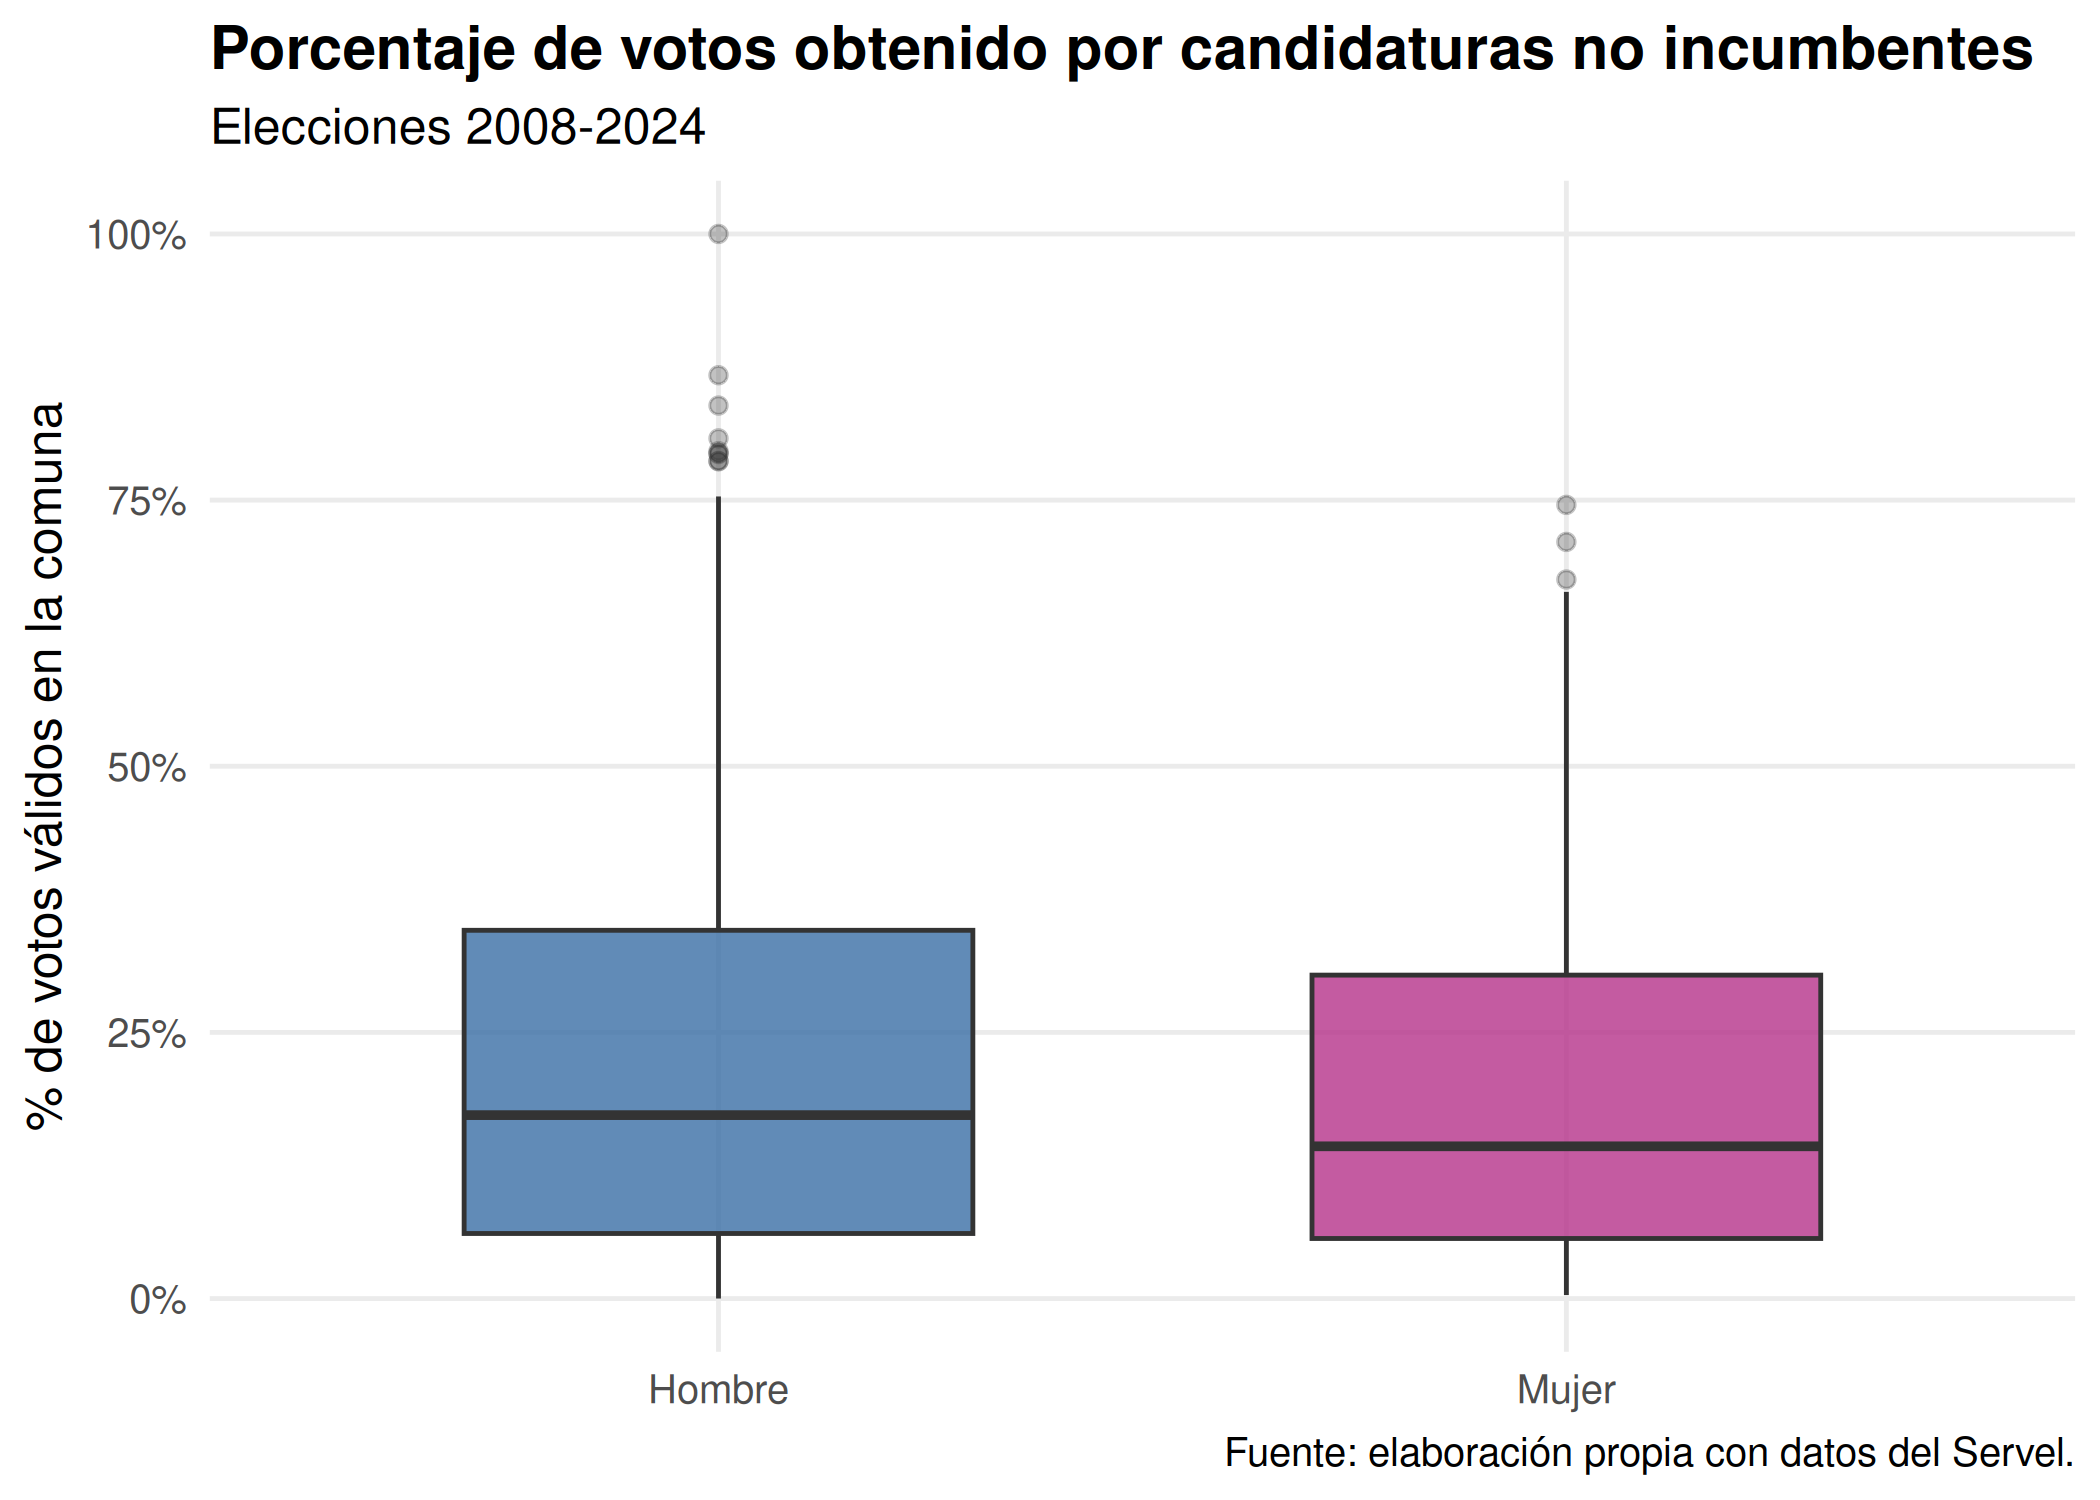 Porcentaje de votos obtenido por candidaturas no incumbentes
Elecciones 2008-2024
% de votos válidos en la comuna
100%
75%
50%
25%
0%
Hombre
Mujer
Fuente: elaboración propia con datos del Servel.